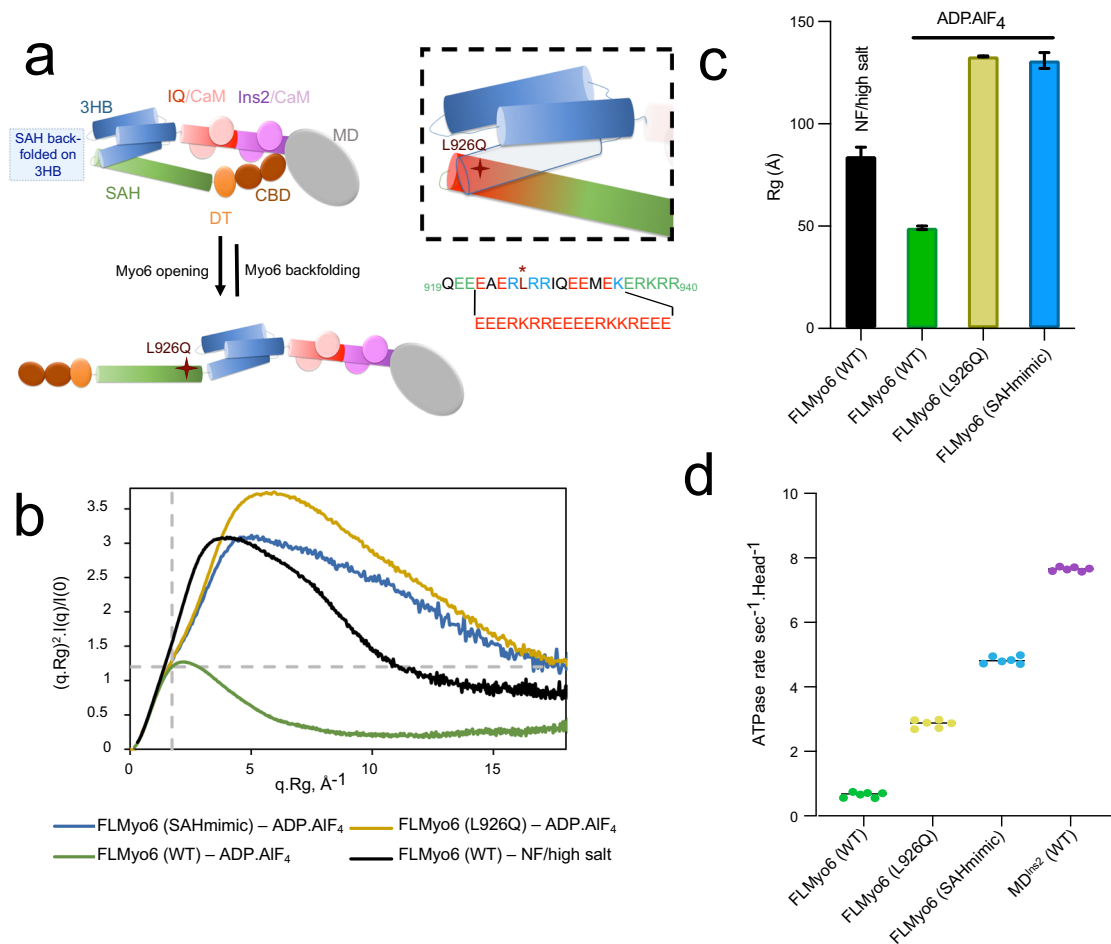 a
3HB
IQ/CaM
Ins2/CaM
MD
SAH back-
folded on
3HB
SAH
CBD
DT
Myo6 opening
Myo6 backfolding
L926Q
L926Q
*
919QEEEAERLRRIQEEMEKERKRR940
EEERKRREEEERKKREEE
b
(q.Rg)².I(q)/I(0)
3.5
3
2.5
2
1.5
1
0.5
0
0
5
10
15
q.Rg, Å⁻¹
FLMyo6 (SAHmimic) – ADP.AlF₄
FLMyo6 (L926Q) – ADP.AlF₄
FLMyo6 (WT) – ADP.AlF₄
FLMyo6 (WT) – NF/high salt
c
ADP.AlF₄
NF/high salt
Rg (Å)
150
100
50
0
FLMyo6 (WT)
FLMyo6 (WT)
FLMyo6 (L926Q)
FLMyo6 (SAHmimic)
d
ATPase rate sec⁻¹.Head⁻¹
10
8
6
4
2
0
FLMyo6 (WT)
FLMyo6 (L926Q)
FLMyo6 (SAHmimic)
MDᴵⁿˢ² (WT)